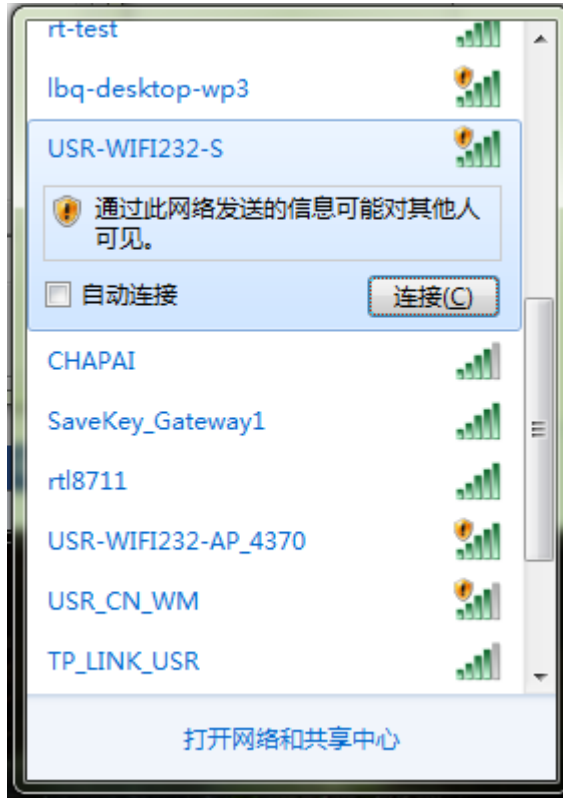 rt-test
lbq-desktop-wp3
USR-WIFI232-S
通过此网络发送的信息可能对其他人
可见。
自动连接
连接(C)
CHAPAI
SaveKey_Gateway1
rtl8711
USR-WIFI232-AP_4370
USR_CN_WM
TP_LINK_USR
打开网络和共享中心